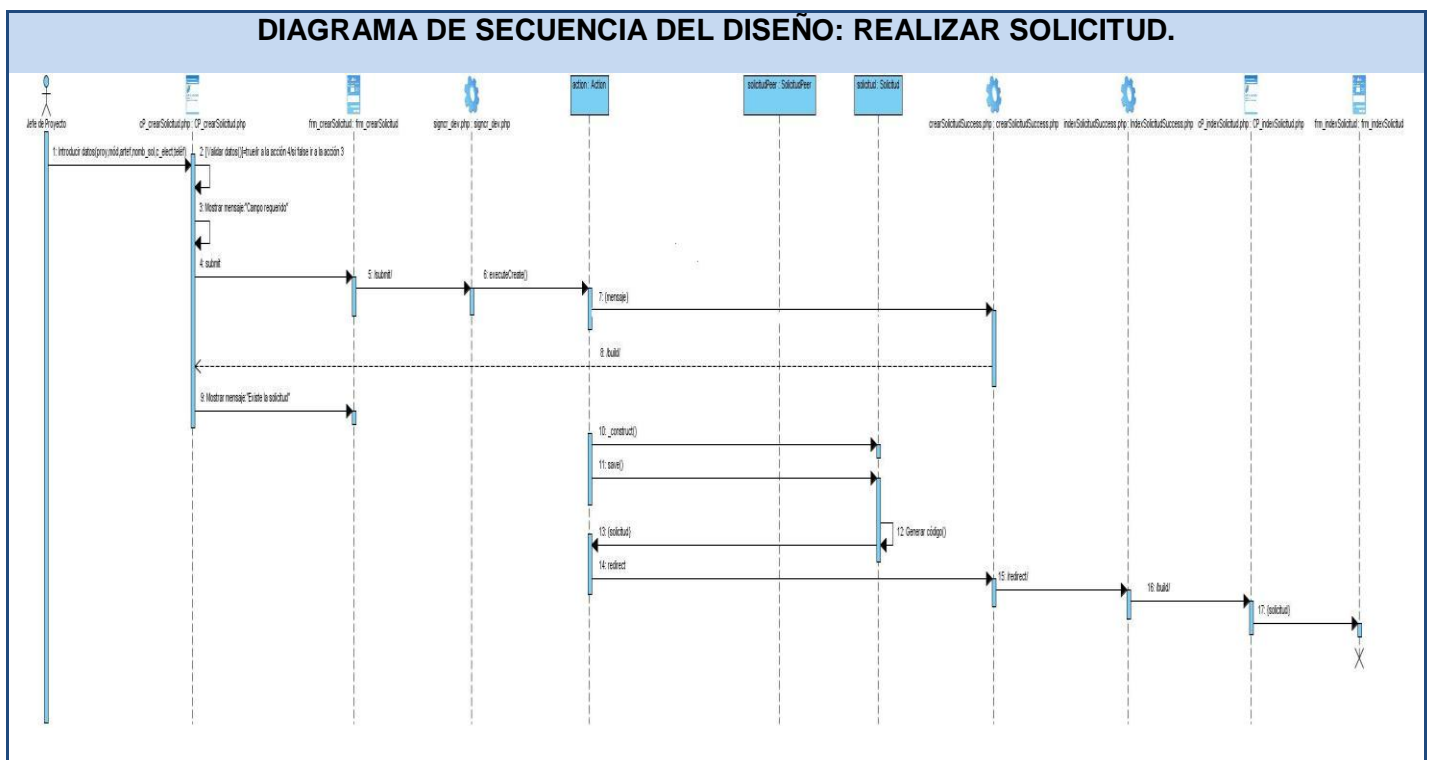 DIAGRAMA DE SECUENCIA DEL DISEÑO: REALIZAR SOLICITUD.
action : Action
solicitudPeer : SolicitudPeer
solicitud : Solicitud
Jefe de Proyecto
cP_crearSolicitud.php : CP_crearSolicitud.php
frm_crearSolicitud : frm_crearSolicitud
signcr_dev.php : signcr_dev.php
crearSolicitudSuccess.php : crearSolicitudSuccess.php
indexSolicitudSuccess.php : indexSolicitudSuccess.php
cP_indexSolicitud.php : CP_indexSolicitud.php
frm_indexSolicitud : frm_indexSolicitud
1: Introducir datos(proy,mód,artef,nomb_sol,c_elect,teléf)
2: [Validar datos()]=true/ir a la acción 4/si false ir a la acción 3
3: Mostrar mensaje:"Campo requerido"
4: submit
5: /submit/
6: executeCreate()
7: {mensaje}
8: /build/
9: Mostrar mensaje:"Existe la solicitud"
10: _construct()
11: save()
12: Generar código()
13: {solicitud}
14: redirect
15: /redirect/
16: /build/
17: {solicitud}